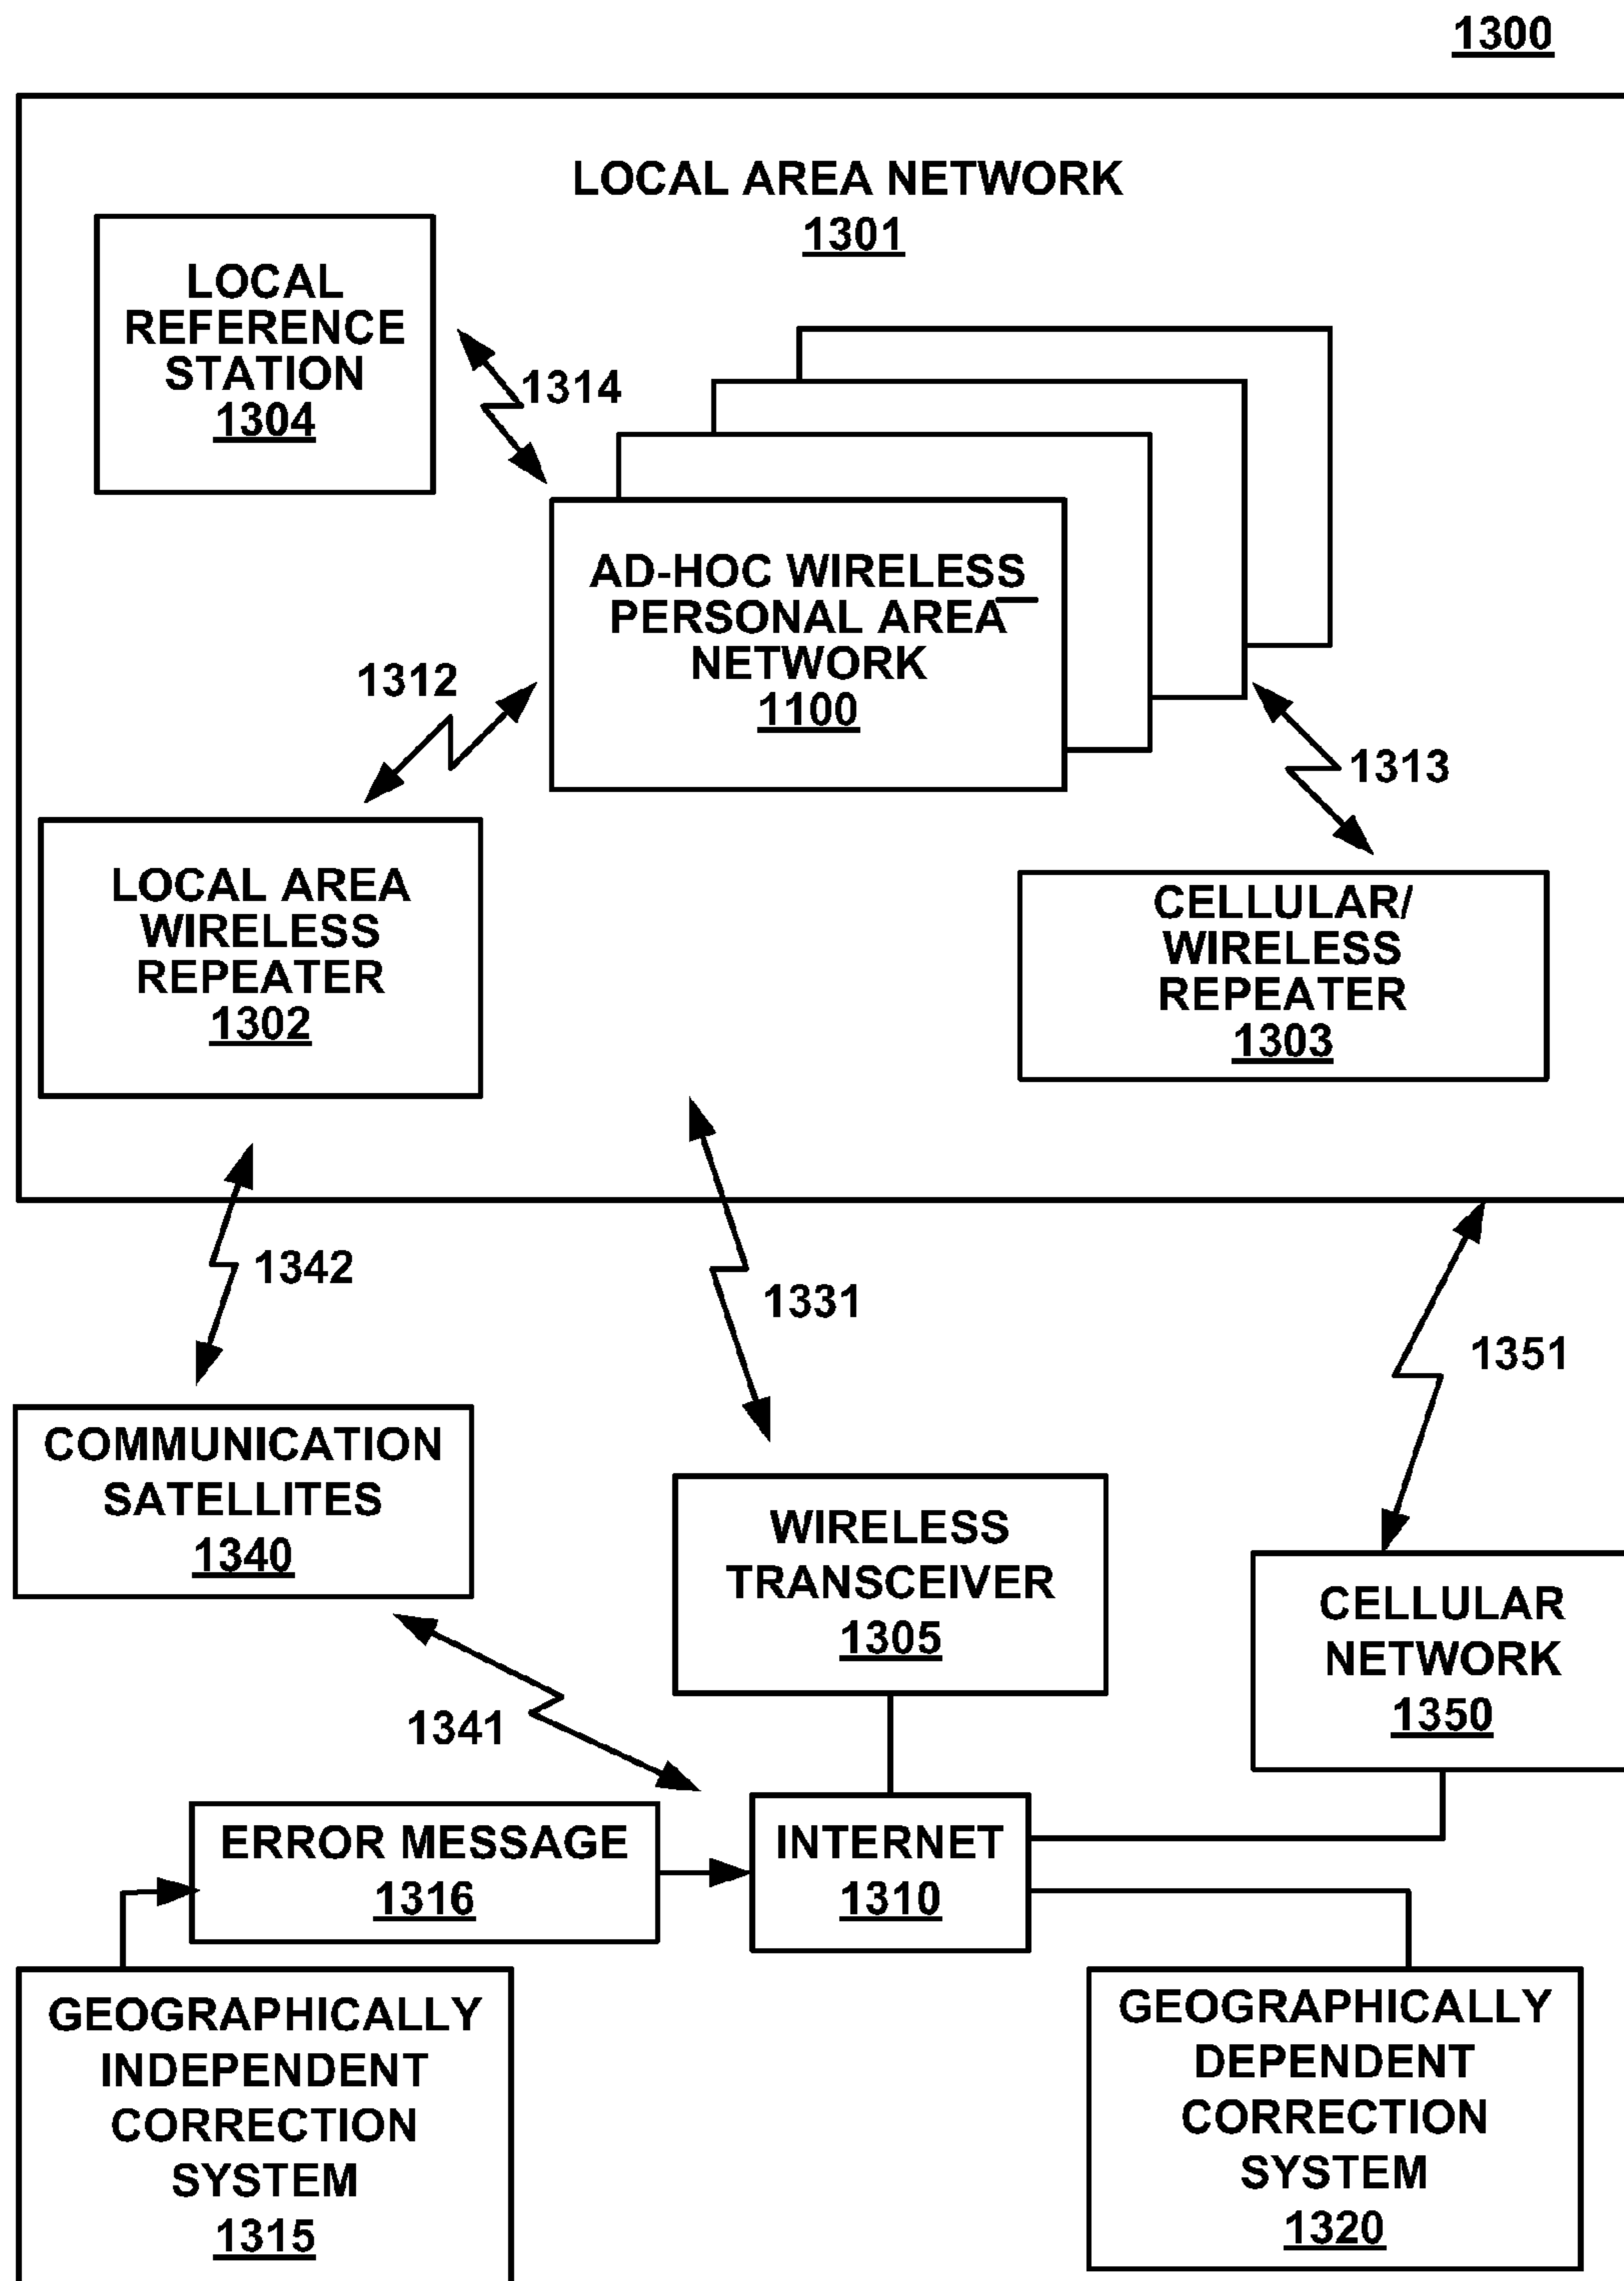 1300
LOCAL AREA NETWORK
1301
LOCAL
REFERENCE
STATION
1304
1314
AD-HOC WIRELESS
PERSONAL AREA
NETWORK
1100
1312
1313
LOCAL AREA
WIRELESS
REPEATER
1302
CELLULAR/
WIRELESS
REPEATER
1303
1342
1331
1351
COMMUNICATION
SATELLITES
1340
WIRELESS
TRANSCEIVER
1305
CELLULAR
NETWORK
1350
1341
ERROR MESSAGE
1316
INTERNET
1310
GEOGRAPHICALLY
INDEPENDENT
CORRECTION
SYSTEM
1315
GEOGRAPHICALLY
DEPENDENT
CORRECTION
SYSTEM
1320